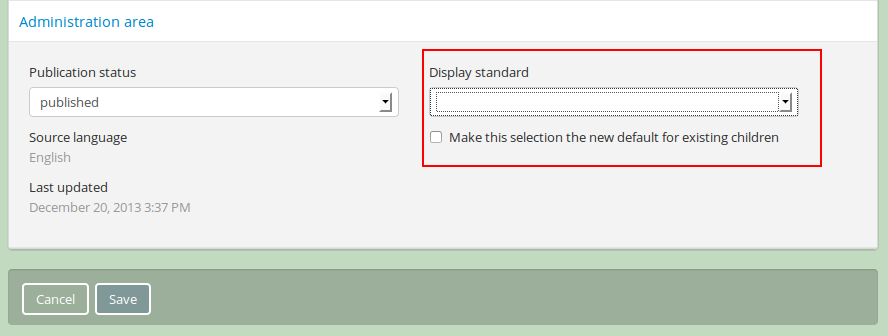 Administration area
Publication status
published
Source language
English
Last updated
December 20, 2013 3:37 PM
Display standard
Make this selection the new default for existing children
Cancel
Save